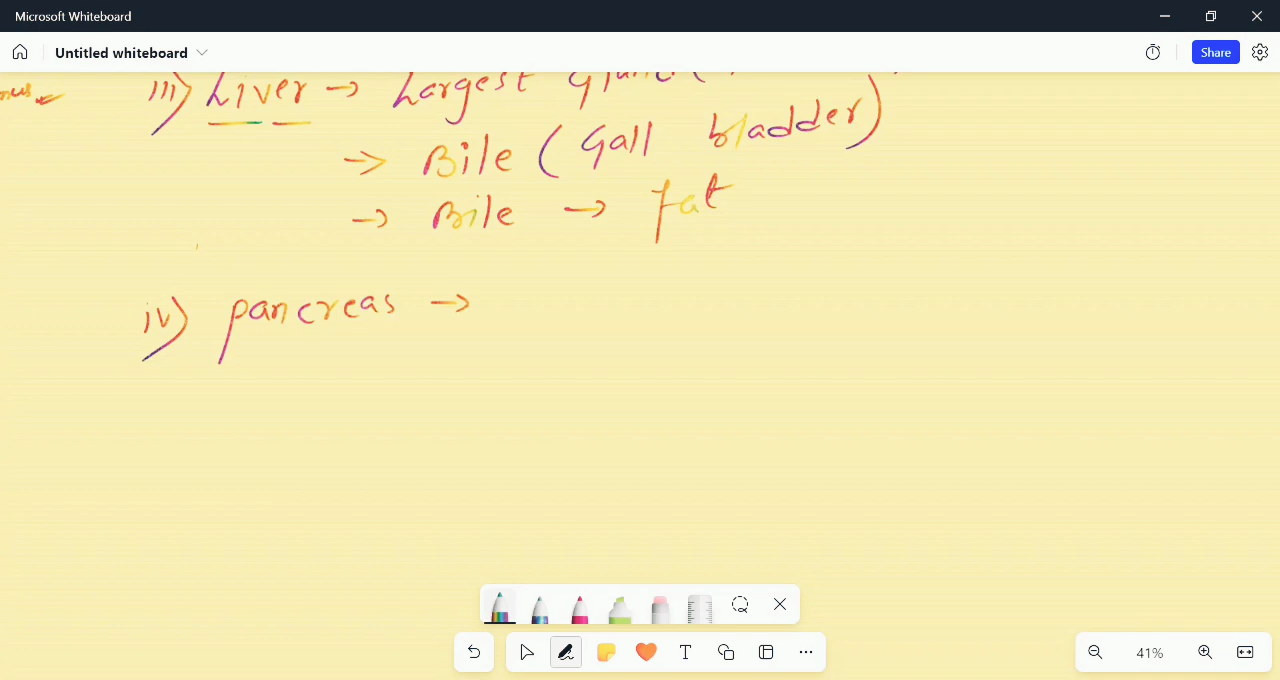 Microsoft Whiteboard
Untitled whiteboard
Share
iii) Liver → Largest
→ Bile (Gall bladder)
→ Bile → fat
iv) pancreas →
41%